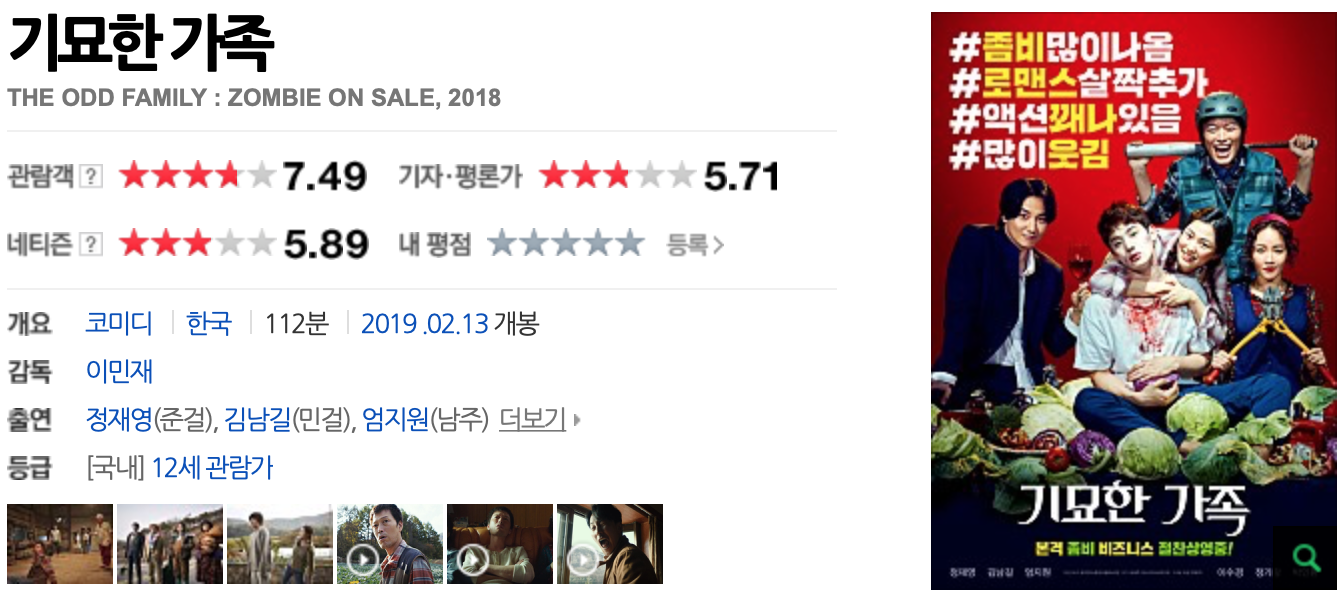 기묘한 가족
THE ODD FAMILY : ZOMBIE ON SALE, 2018
관람객 ? 7.49 기자·평론가 5.71
네티즌 ? 5.89 내 평점 등록
개요 코미디 한국 112분 2019 .02.13 개봉
감독 이민재
출연 정재영(준걸), 김남길(민걸), 엄지원(남주) 더보기
등급 [국내] 12세 관람가
#좀비많이나옴
#로맨스살짝추가
#액션꽤나있음
#많이웃김
기묘한 가족
본격 좀비 비즈니스 절찬상영중!
정재영 김남길 엄지원 이수경